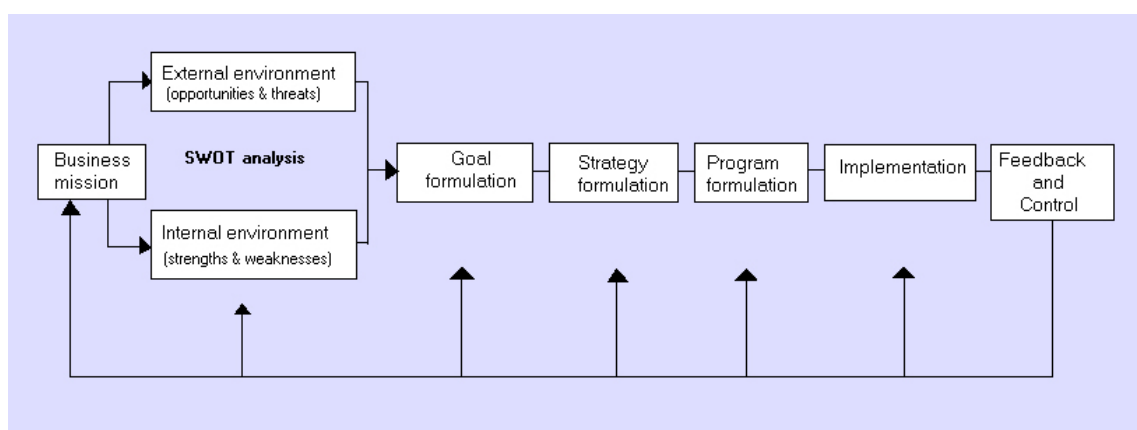 Business
mission
External environment
(opportunities & threats)
SWOT analysis
Internal environment
(strengths & weaknesses)
Goal
formulation
Strategy
formulation
Program
formulation
Implementation
Feedback
and
Control